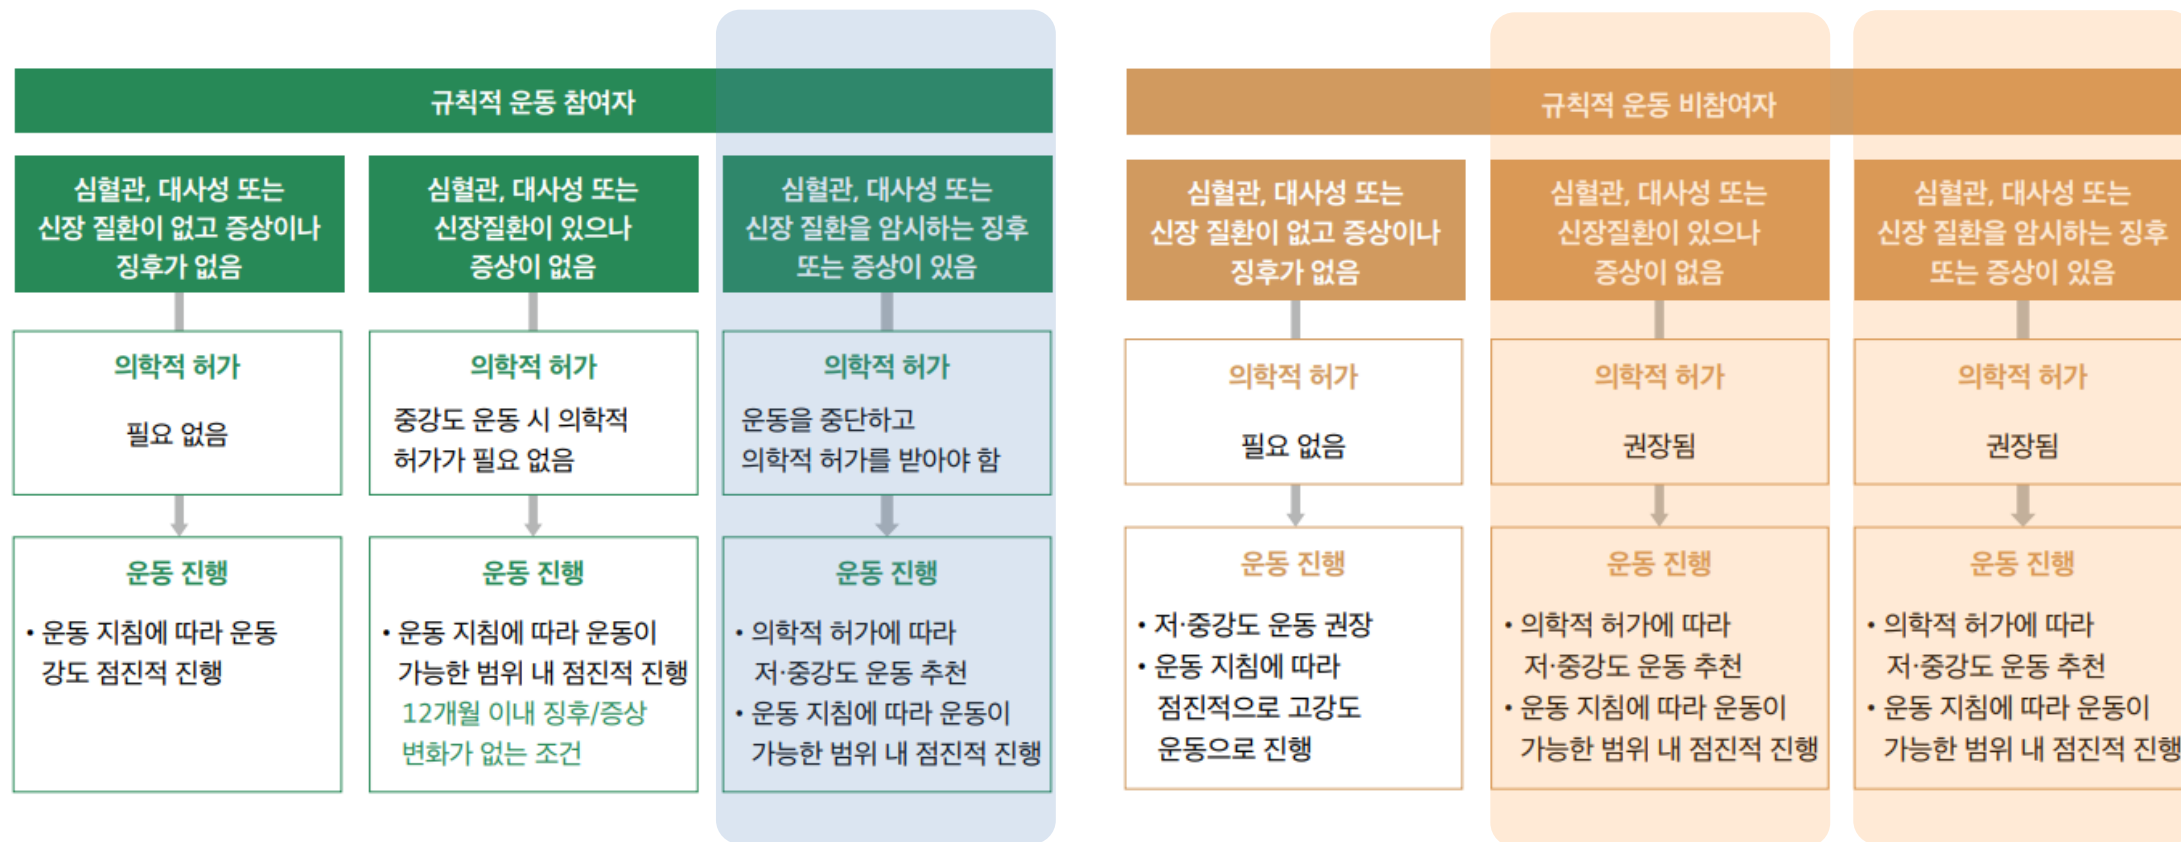 규칙적 운동 참여자
심혈관, 대사성 또는
신장 질환이 없고 증상이나
징후가 없음
의학적 허가
필요 없음
운동 진행
• 운동 지침에 따라 운동
강도 점진적 진행
심혈관, 대사성 또는
신장질환이 있으나
증상이 없음
의학적 허가
중강도 운동 시 의학적
허가가 필요 없음
운동 진행
• 운동 지침에 따라 운동이
가능한 범위 내 점진적 진행
12개월 이내 징후/증상
변화가 없는 조건
심혈관, 대사성 또는
신장 질환을 암시하는 징후
또는 증상이 있음
의학적 허가
운동을 중단하고
의학적 허가를 받아야 함
운동 진행
• 의학적 허가에 따라
저·중강도 운동 추천
• 운동 지침에 따라 운동이
가능한 범위 내 점진적 진행
규칙적 운동 비참여자
심혈관, 대사성 또는
신장 질환이 없고 증상이나
징후가 없음
의학적 허가
필요 없음
운동 진행
• 저·중강도 운동 권장
• 운동 지침에 따라
점진적으로 고강도
운동으로 진행
심혈관, 대사성 또는
신장질환이 있으나
증상이 없음
의학적 허가
권장됨
운동 진행
• 의학적 허가에 따라
저·중강도 운동 추천
• 운동 지침에 따라 운동이
가능한 범위 내 점진적 진행
심혈관, 대사성 또는
신장 질환을 암시하는 징후
또는 증상이 있음
의학적 허가
권장됨
운동 진행
• 의학적 허가에 따라
저·중강도 운동 추천
• 운동 지침에 따라 운동이
가능한 범위 내 점진적 진행